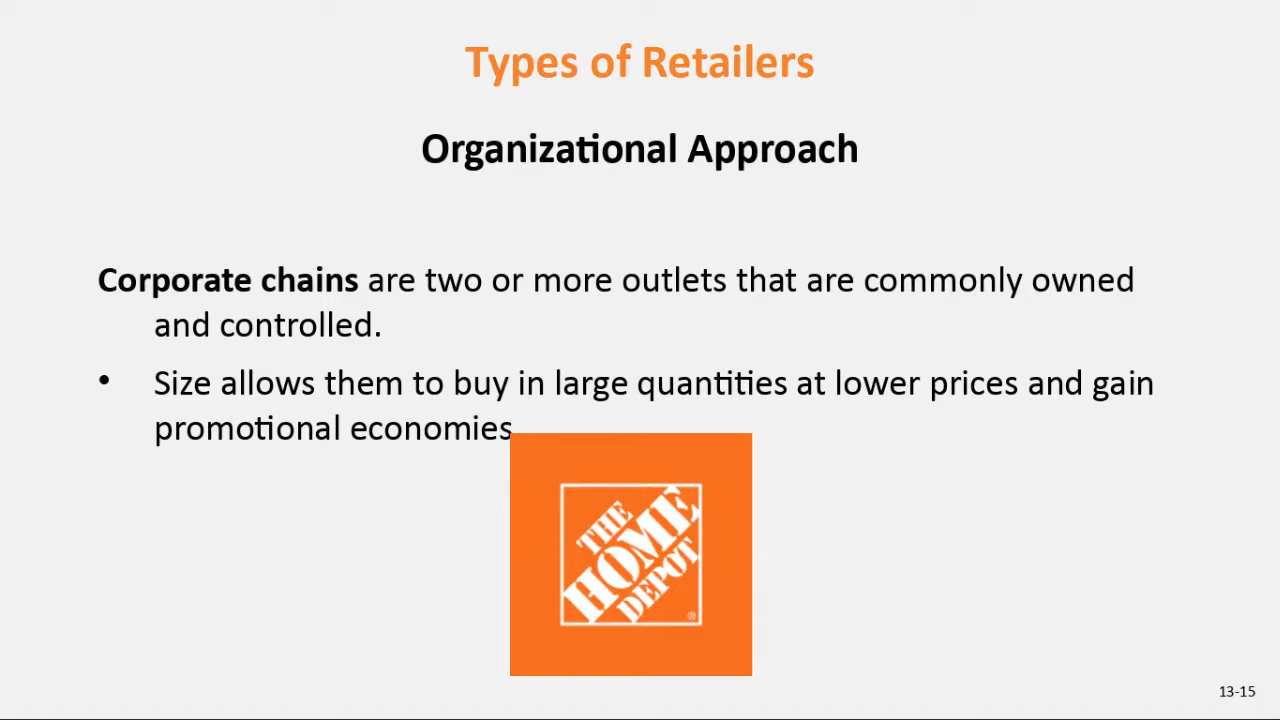 Types of Retailers
Organizational Approach
Corporate chains are two or more outlets that are commonly owned
and controlled.
• Size allows them to buy in large quantities at lower prices and gain
promotional economies
THE
HOME
DEPOT
®
13-15